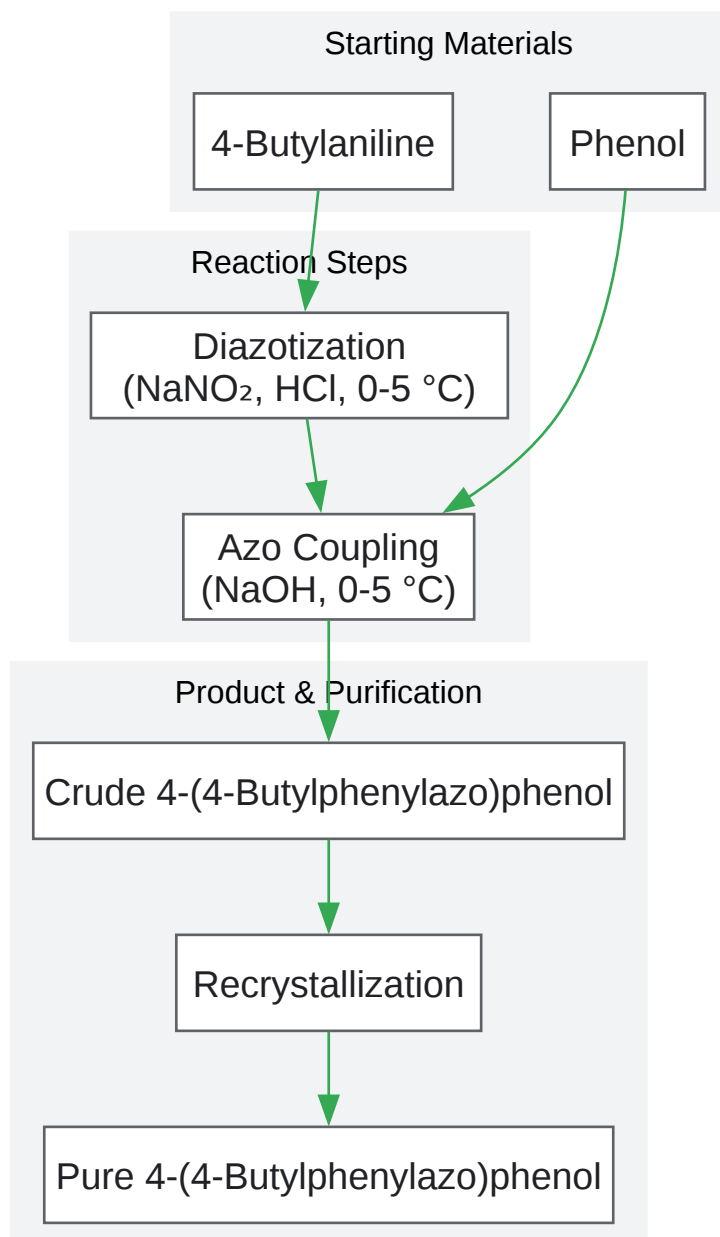 Starting Materials
4-Butylaniline
Phenol
Reaction Steps
Diazotization
(NaNO₂, HCl, 0-5 °C)
Azo Coupling
(NaOH, 0-5 °C)
Product & Purification
Crude 4-(4-Butylphenylazo)phenol
Recrystallization
Pure 4-(4-Butylphenylazo)phenol